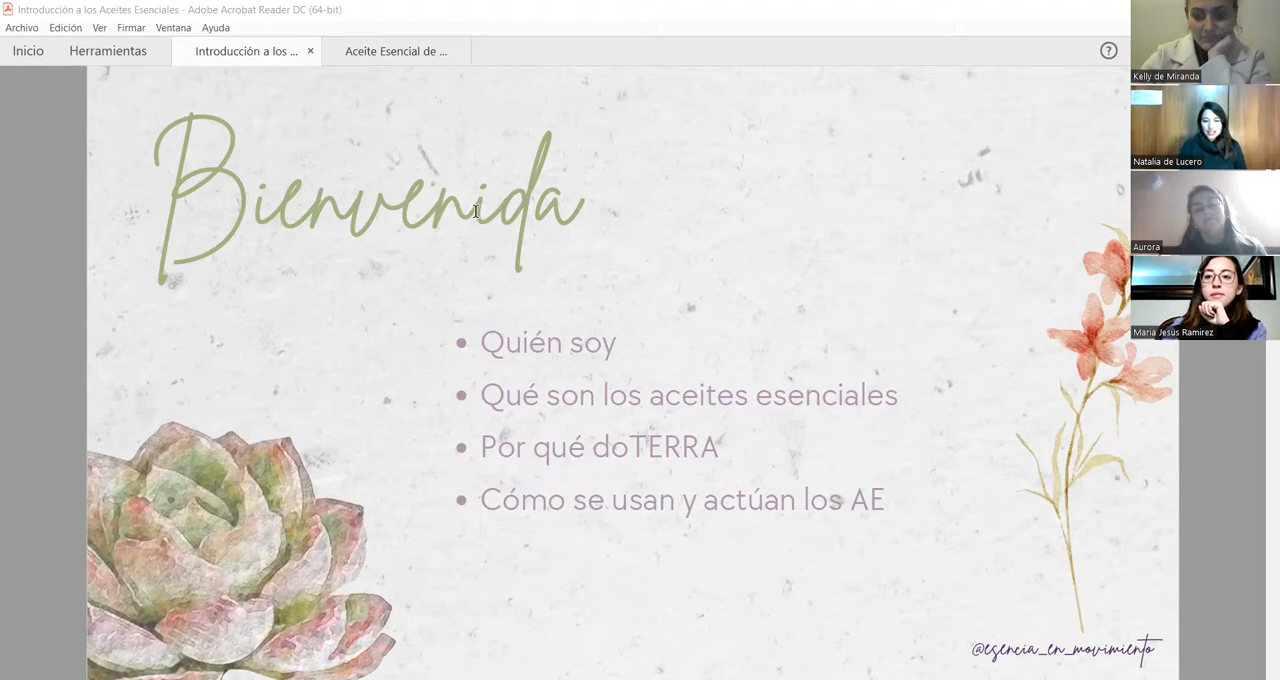 Introducción a los Aceites Esenciales - Adobe Acrobat Reader DC (64-bit)
Archivo Edición Ver Firmar Ventana Ayuda
Inicio Herramientas Introducción a los ... × Aceite Esencial de ... ?
Kelly de Miranda
Natalia de Lucero
Aurora
Maria Jesús Ramirez
Bienvenida
• Quién soy
• Qué son los aceites esenciales
• Por qué doTERRA
• Cómo se usan y actúan los AE
@esencia_en_movimiento